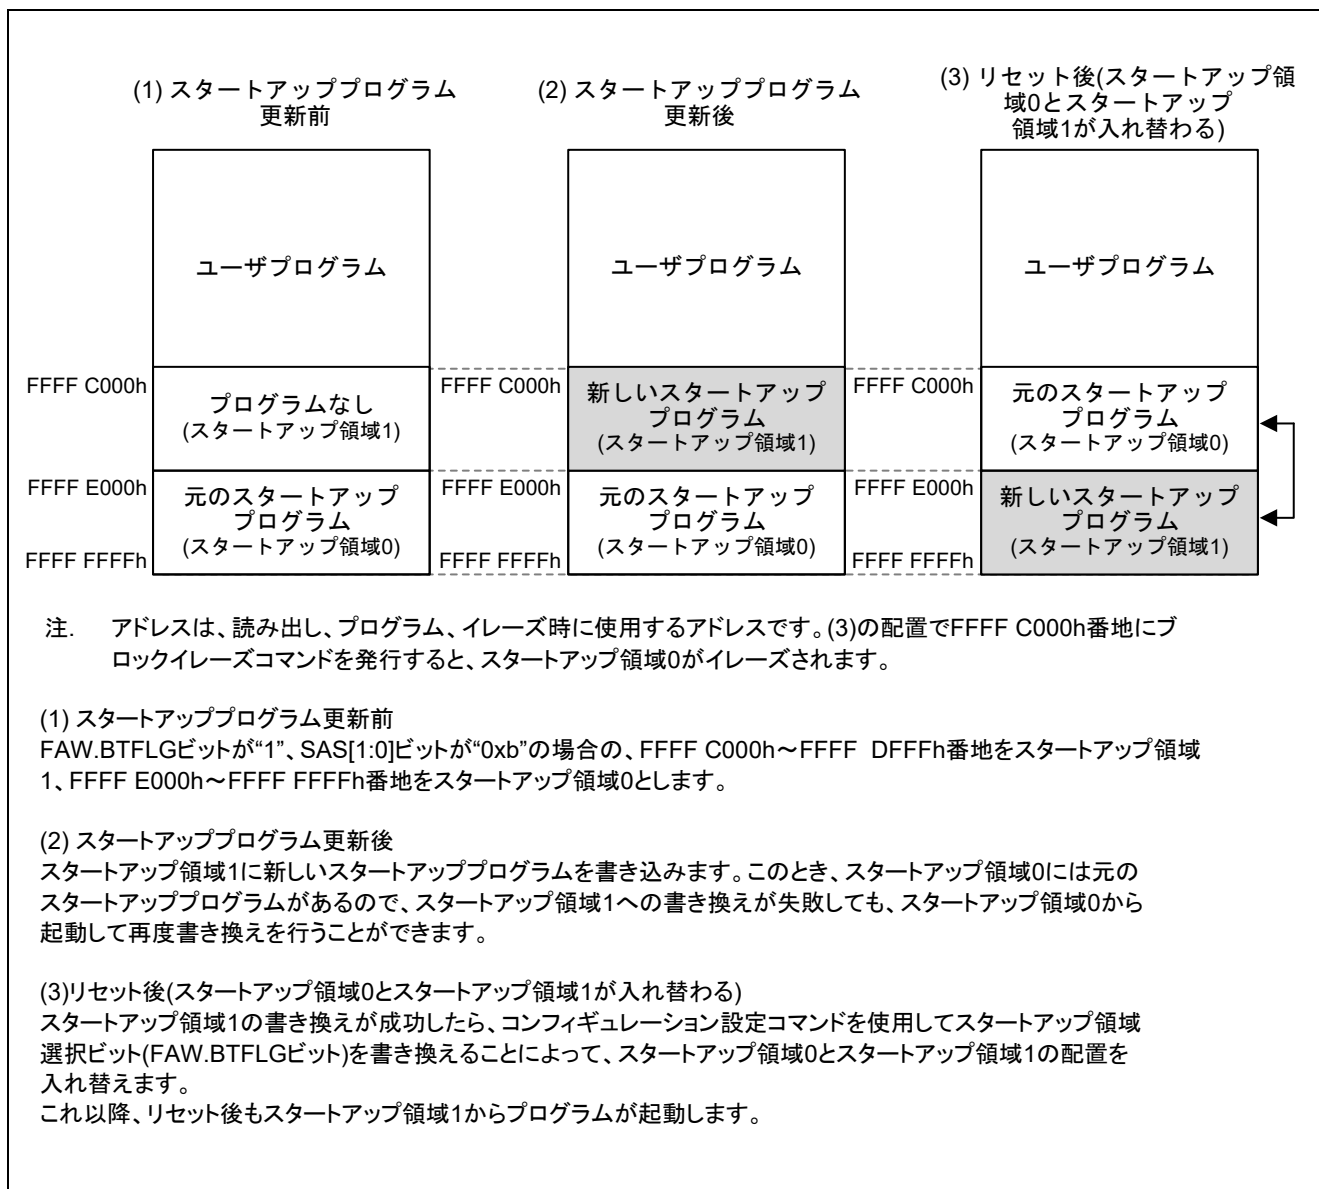 (1) スタートアッププログラム
更新前
(2) スタートアッププログラム
更新後
(3) リセット後(スタートアップ領
域0とスタートアップ
領域1が入れ替わる)
ユーザプログラム
ユーザプログラム
ユーザプログラム
FFFF C000h
プログラムなし
(スタートアップ領域1)
FFFF E000h
元のスタートアップ
プログラム
(スタートアップ領域0)
FFFF FFFFh
FFFF C000h
新しいスタートアップ
プログラム
(スタートアップ領域1)
FFFF E000h
元のスタートアップ
プログラム
(スタートアップ領域0)
FFFF FFFFh
FFFF C000h
元のスタートアップ
プログラム
(スタートアップ領域0)
FFFF E000h
新しいスタートアップ
プログラム
(スタートアップ領域1)
FFFF FFFFh
注. アドレスは、読み出し、プログラム、イレーズ時に使用するアドレスです。(3)の配置でFFFF C000h番地にブ
ロックイレーズコマンドを発行すると、スタートアップ領域0がイレーズされます。
(1) スタートアッププログラム更新前
FAW.BTFLGビットが“1”、SAS[1:0]ビットが“0xb”の場合の、FFFF C000h～FFFF DFFFh番地をスタートアップ領域
1、FFFF E000h～FFFF FFFFh番地をスタートアップ領域0とします。
(2) スタートアッププログラム更新後
スタートアップ領域1に新しいスタートアッププログラムを書き込みます。このとき、スタートアップ領域0には元の
スタートアッププログラムがあるので、スタートアップ領域1への書き換えが失敗しても、スタートアップ領域0から
起動して再度書き換えを行うことができます。
(3)リセット後(スタートアップ領域0とスタートアップ領域1が入れ替わる)
スタートアップ領域1の書き換えが成功したら、コンフィギュレーション設定コマンドを使用してスタートアップ領域
選択ビット(FAW.BTFLGビット)を書き換えることによって、スタートアップ領域0とスタートアップ領域1の配置を
入れ替えます。
これ以降、リセット後もスタートアップ領域1からプログラムが起動します。